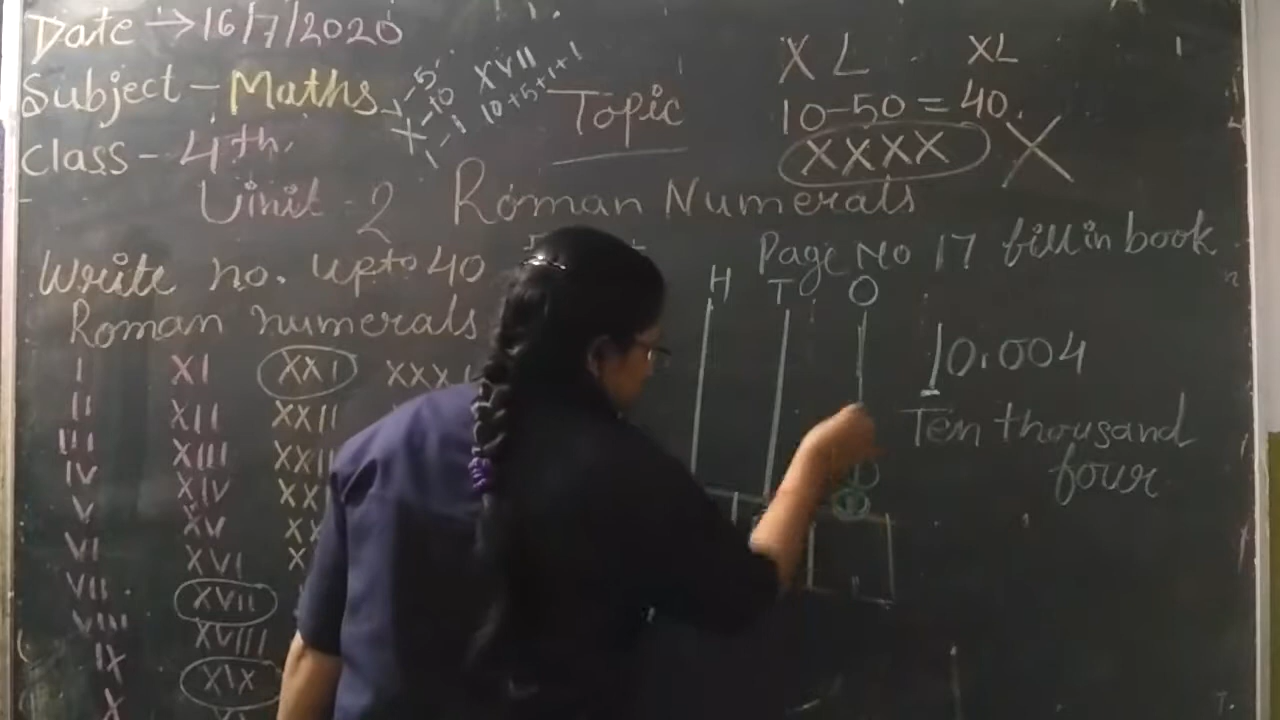 Date → 16/7/2020
Subject - Maths
Class - 4th.
V-5
X-10
I-1
XVII
10+5+1+1
Topic
XL XL
10-50=40.
XXXX X
Unit-2 Roman Numerals
Page No 17 fill in book
Write no. upto 40
Roman numerals
I XI XXI
II XII XXII
III XIII
IV XIV
V XV
VI XVI
VII XVII
VIII XVIII
IX XIX
X
H T O
10.004
Ten thousand
four